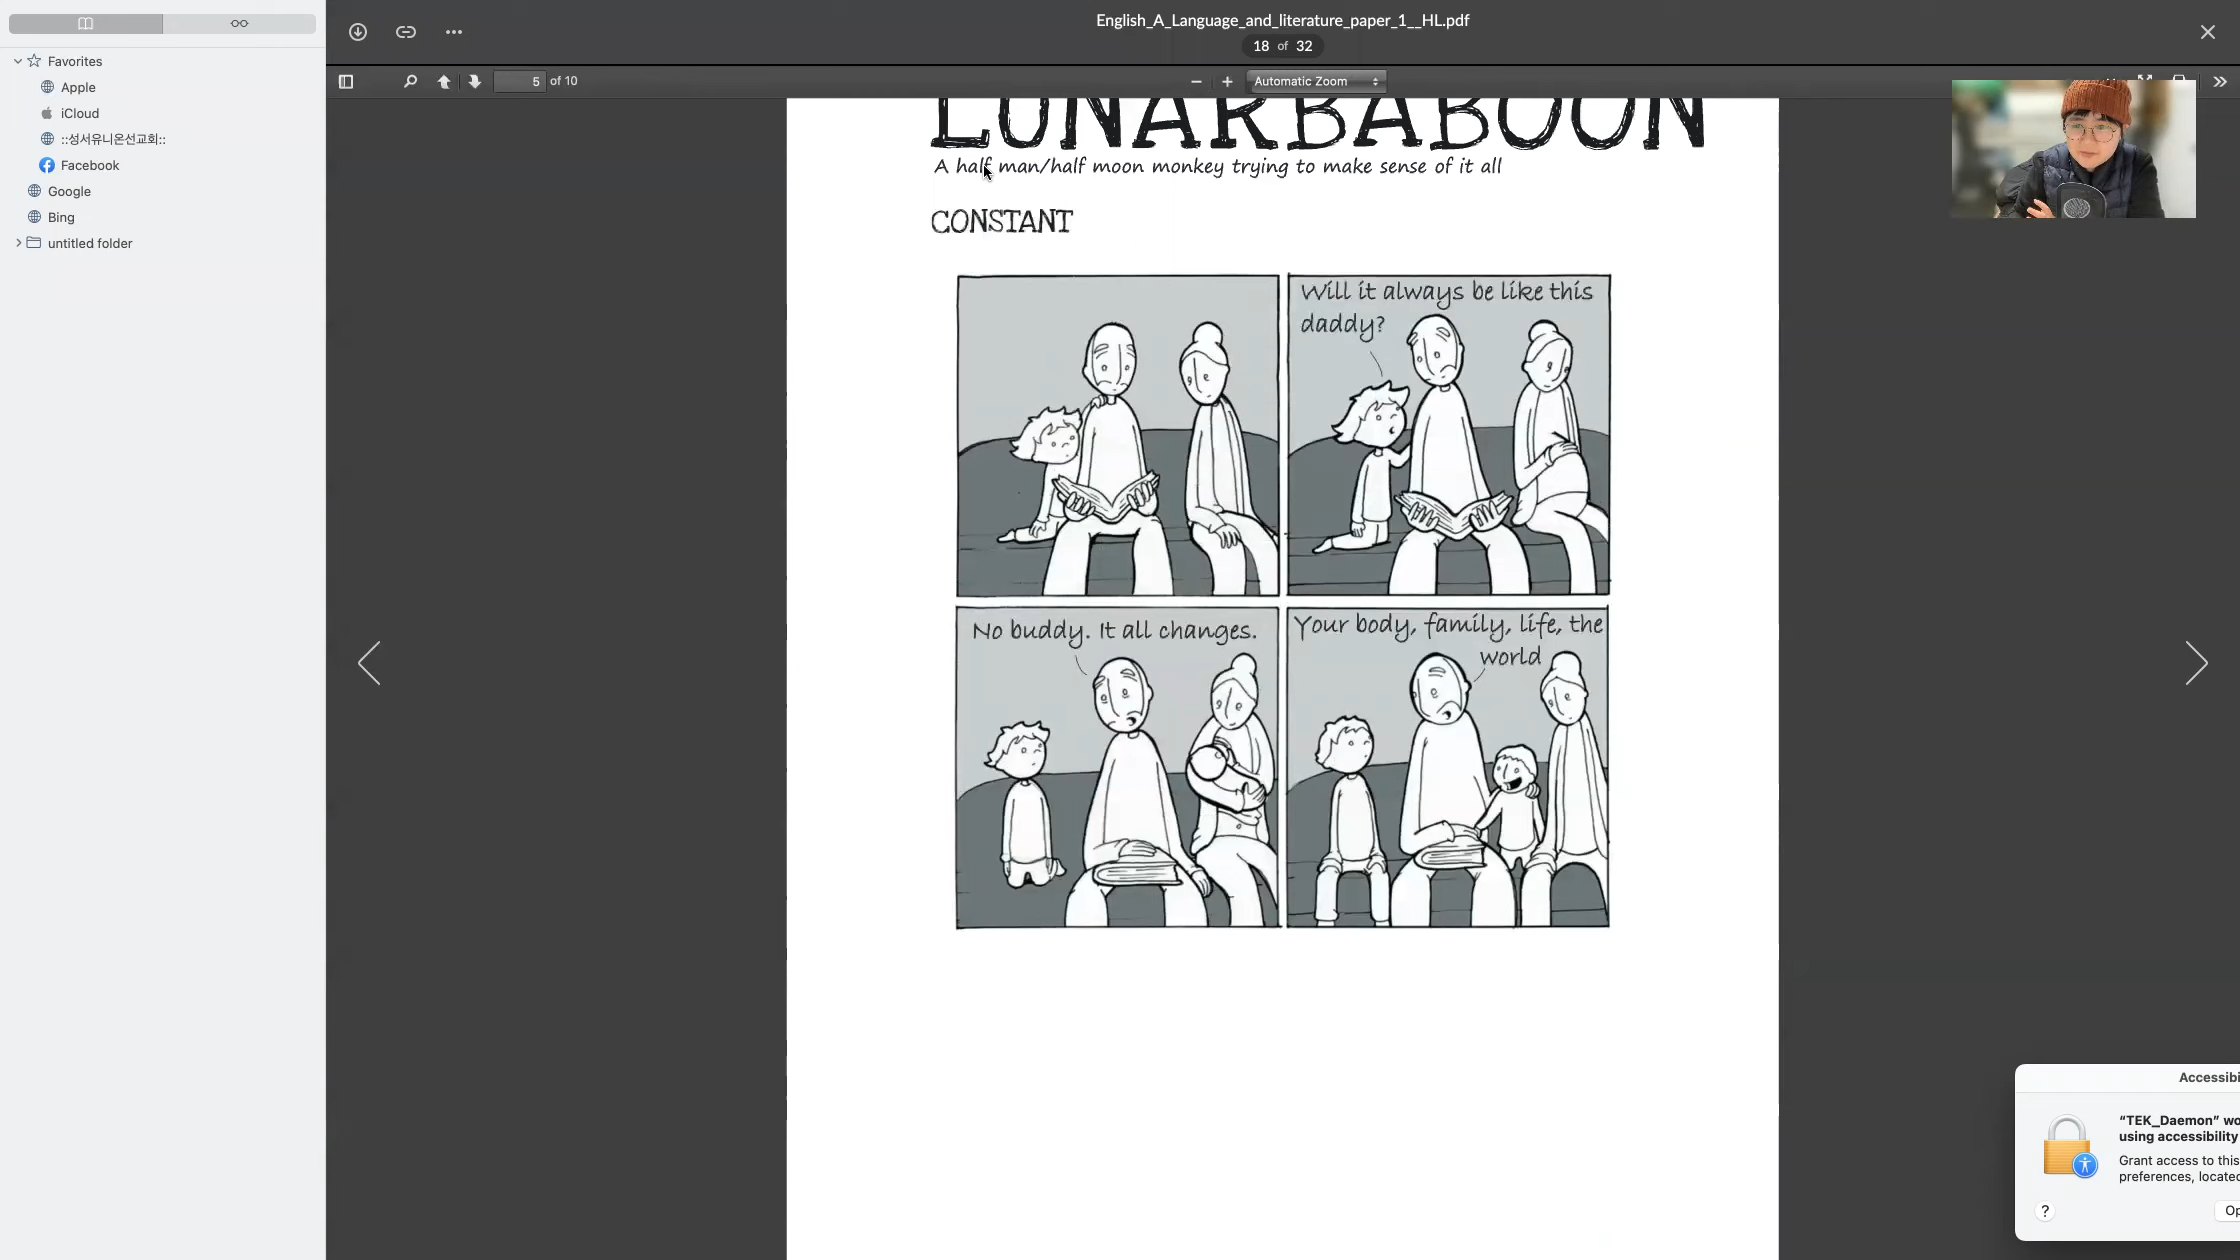 English_A_Language_and_literature_paper_1__HL.pdf
18 of 32
Favorites
Apple
iCloud
::성서유니온선교회::
Facebook
Google
Bing
untitled folder
5 of 10
Automatic Zoom
LUNARBABOON
A half man/half moon monkey trying to make sense of it all
CONSTANT
Will it always be like this
daddy?
No buddy. It all changes.
Your body, family, life, the
world
Accessibi
“TEK_Daemon” wo
using accessibility
Grant access to this
preferences, located
?
Op